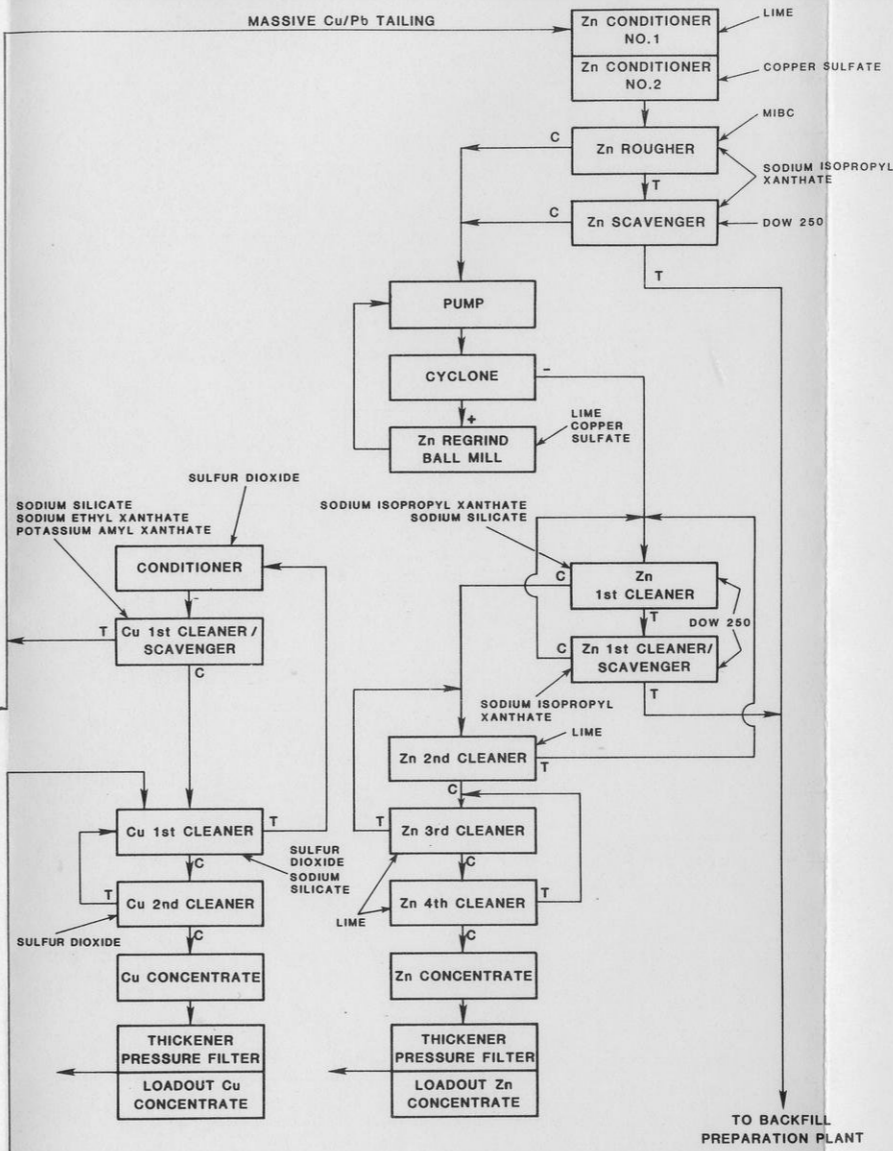 MASSIVE Cu/Pb TAILING
Zn CONDITIONER
NO.1
LIME
Zn CONDITIONER
NO.2
COPPER SULFATE
MIBC
C
Zn ROUGHER
SODIUM ISOPROPYL
XANTHATE
T
C
Zn SCAVENGER
DOW 250
T
PUMP
CYCLONE
-
+
LIME
COPPER
SULFATE
Zn REGRIND
BALL MILL
SULFUR DIOXIDE
SODIUM SILICATE
SODIUM ETHYL XANTHATE
POTASSIUM AMYL XANTHATE
SODIUM ISOPROPYL XANTHATE
SODIUM SILICATE
CONDITIONER
-
C
Zn
1st CLEANER
T
DOW 250
T
Cu 1st CLEANER/
SCAVENGER
C
C
Zn 1st CLEANER/
SCAVENGER
T
SODIUM ISOPROPYL
XANTHATE
LIME
Zn 2nd CLEANER
T
C
Cu 1st CLEANER
T
T
Zn 3rd CLEANER
SULFUR
DIOXIDE
SODIUM
SILICATE
C
C
T
Cu 2nd CLEANER
Zn 4th CLEANER
T
SULFUR DIOXIDE
LIME
C
C
Cu CONCENTRATE
Zn CONCENTRATE
THICKENER
PRESSURE FILTER
THICKENER
PRESSURE FILTER
LOADOUT Cu
CONCENTRATE
LOADOUT Zn
CONCENTRATE
TO BACKFILL
PREPARATION PLANT